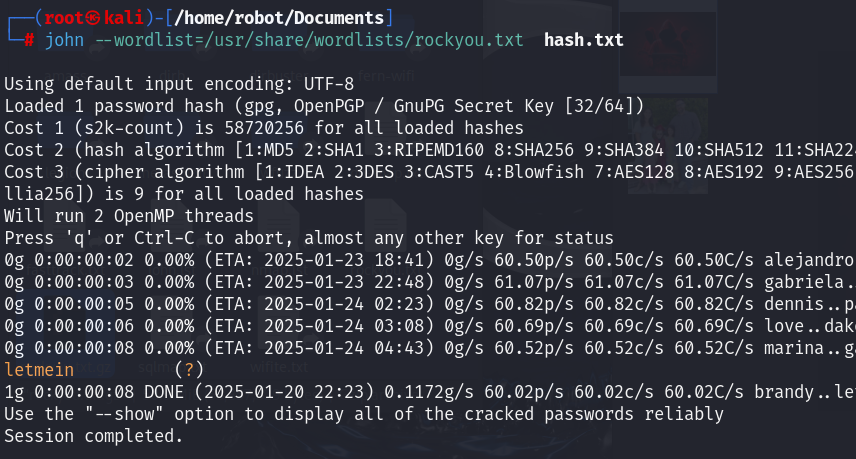 ┌──(root㉿kali)-[/home/robot/Documents]
└─# john --wordlist=/usr/share/wordlists/rockyou.txt  hash.txt
Using default input encoding: UTF-8
Loaded 1 password hash (gpg, OpenPGP / GnuPG Secret Key [32/64])
Cost 1 (s2k-count) is 58720256 for all loaded hashes
Cost 2 (hash algorithm [1:MD5 2:SHA1 3:RIPEMD160 8:SHA256 9:SHA384 10:SHA512 11:SHA224
Cost 3 (cipher algorithm [1:IDEA 2:3DES 3:CAST5 4:Blowfish 7:AES128 8:AES192 9:AES256
llia256]) is 9 for all loaded hashes
Will run 2 OpenMP threads
Press 'q' or Ctrl-C to abort, almost any other key for status
0g 0:00:00:02 0.00% (ETA: 2025-01-23 18:41) 0g/s 60.50p/s 60.50c/s 60.50C/s alejandro
0g 0:00:00:03 0.00% (ETA: 2025-01-23 22:48) 0g/s 61.07p/s 61.07c/s 61.07C/s gabriela..
0g 0:00:00:05 0.00% (ETA: 2025-01-24 02:23) 0g/s 60.82p/s 60.82c/s 60.82C/s dennis..pa
0g 0:00:00:06 0.00% (ETA: 2025-01-24 03:08) 0g/s 60.69p/s 60.69c/s 60.69C/s love..dak
0g 0:00:00:08 0.00% (ETA: 2025-01-24 04:43) 0g/s 60.52p/s 60.52c/s 60.52C/s marina..ga
letmein          (?)
1g 0:00:00:08 DONE (2025-01-20 22:23) 0.1172g/s 60.02p/s 60.02c/s 60.02C/s brandy..le
Use the "--show" option to display all of the cracked passwords reliably
Session completed.